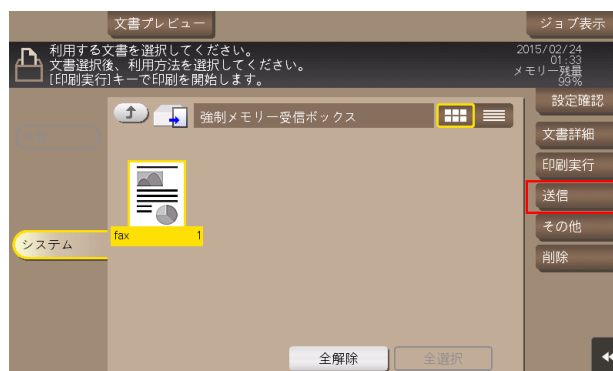 文書プレビュー
ジョブ表示
利用する文書を選択してください。
文書選択後、利用方法を選択してください。
[印刷実行]キーで印刷を開始します。
2015/02/24
01:33
メモリー残量
99%
強制メモリー受信ボックス
設定確認
文書詳細
印刷実行
送信
その他
削除
fax 1
システム
全解除
全選択